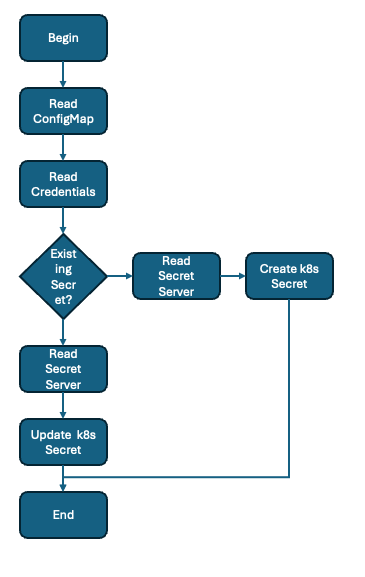 Begin
Read
ConfigMap
Read
Credentials
Exist
ing
Secr
et?
Read
Secret
Server
Create k8s
Secret
Read
Secret
Server
Update k8s
Secret
End